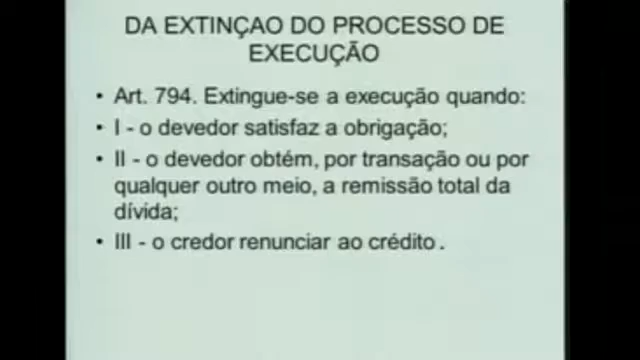 DA EXTINÇAO DO PROCESSO DE
EXECUÇÃO
• Art. 794. Extingue-se a execução quando:
• I - o devedor satisfaz a obrigação;
• II - o devedor obtém, por transação ou por
qualquer outro meio, a remissão total da
dívida;
• III - o credor renunciar ao crédito .